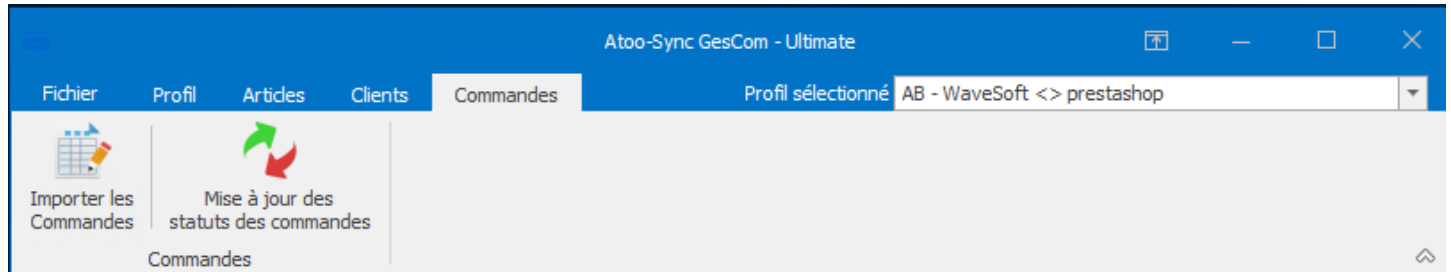 Atoo-Sync GesCom - Ultimate
Fichier Profil Articles Clients Commandes Profil sélectionné AB - WaveSoft <> prestashop
Importer les
Commandes
Mise à jour des
statuts des commandes
Commandes